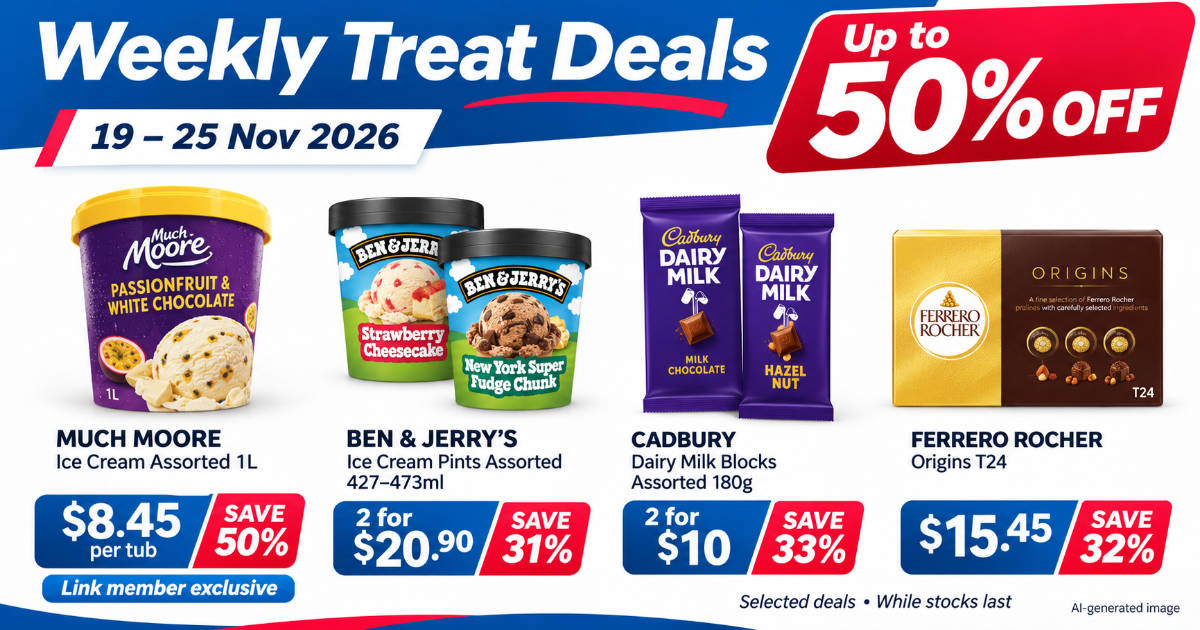 Weekly Treat Deals
Up to
50% OFF
19 – 25 Nov 2026
Much
Moore
PASSIONFRUIT &
WHITE CHOCOLATE
1L
BEN & JERR
Strawberry
Cheesecake
BEN & JERRY'S
New York Super
Fudge Chunk
Cadbury
DAIRY
MILK
MILK
CHOCOLATE
Cadbury
DAIRY
MILK
HAZEL
NUT
FERRERO
ROCHER
ORIGINS
A fine selection of Ferrero Rocher
pralines with carefully selected ingredients
T24
MUCH MOORE
Ice Cream Assorted 1L
$8.45
per tub
SAVE
50%
Link member exclusive
BEN & JERRY'S
Ice Cream Pints Assorted
427–473ml
2 for
$20.90
SAVE
31%
CADBURY
Dairy Milk Blocks
Assorted 180g
2 for
$10
SAVE
33%
FERRERO ROCHER
Origins T24
$15.45
SAVE
32%
Selected deals • While stocks last
AI-generated image